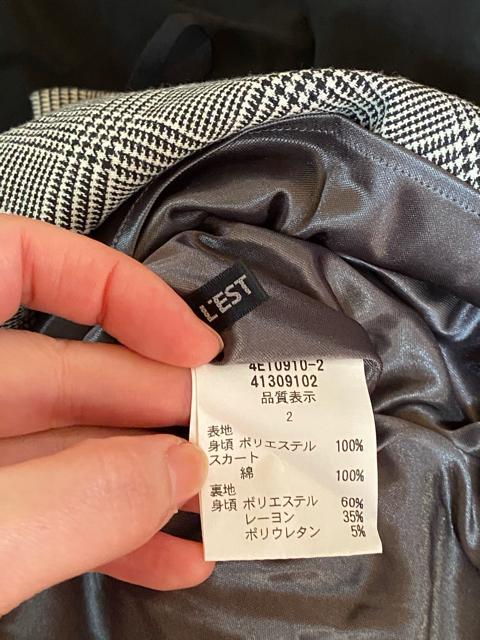 L'EST
4E10910-2
41309102
品質表示
2
表地
身頃 ポリエステル 100%
スカート
綿 100%
裏地
身頃 ポリエステル 60%
レーヨン 35%
ポリウレタン 5%